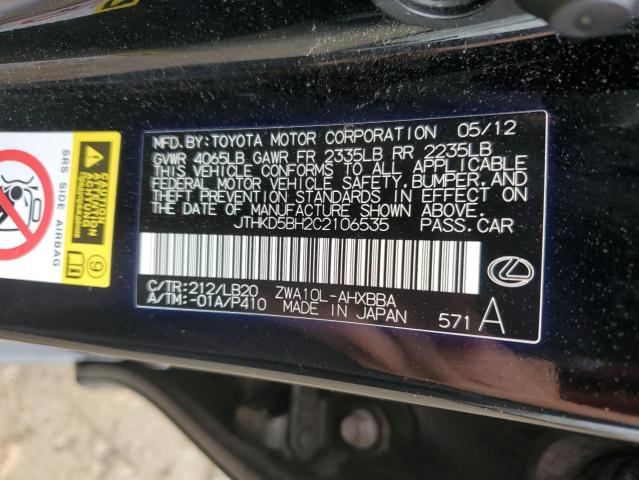 MFD.BY:TOYOTA MOTOR CORPORATION 05/12
GVWR 4065LB GAWR FR 2335LB RR 2235LB
THIS VEHICLE CONFORMS TO ALL APPLICABLE
FEDERAL MOTOR VEHICLE SAFETY,BUMPER,AND
THEFT PREVENTION STANDARDS IN EFFECT ON
THE DATE OF MANUFACTURE SHOWN ABOVE.
JTHKD5BH2C2106535 PASS.CAR
C/TR:212/LB20 ZWA10L-AHXBBA
A/TM:-01A/P410 MADE IN JAPAN
571 A
SRS SIDE AIRBAG
9